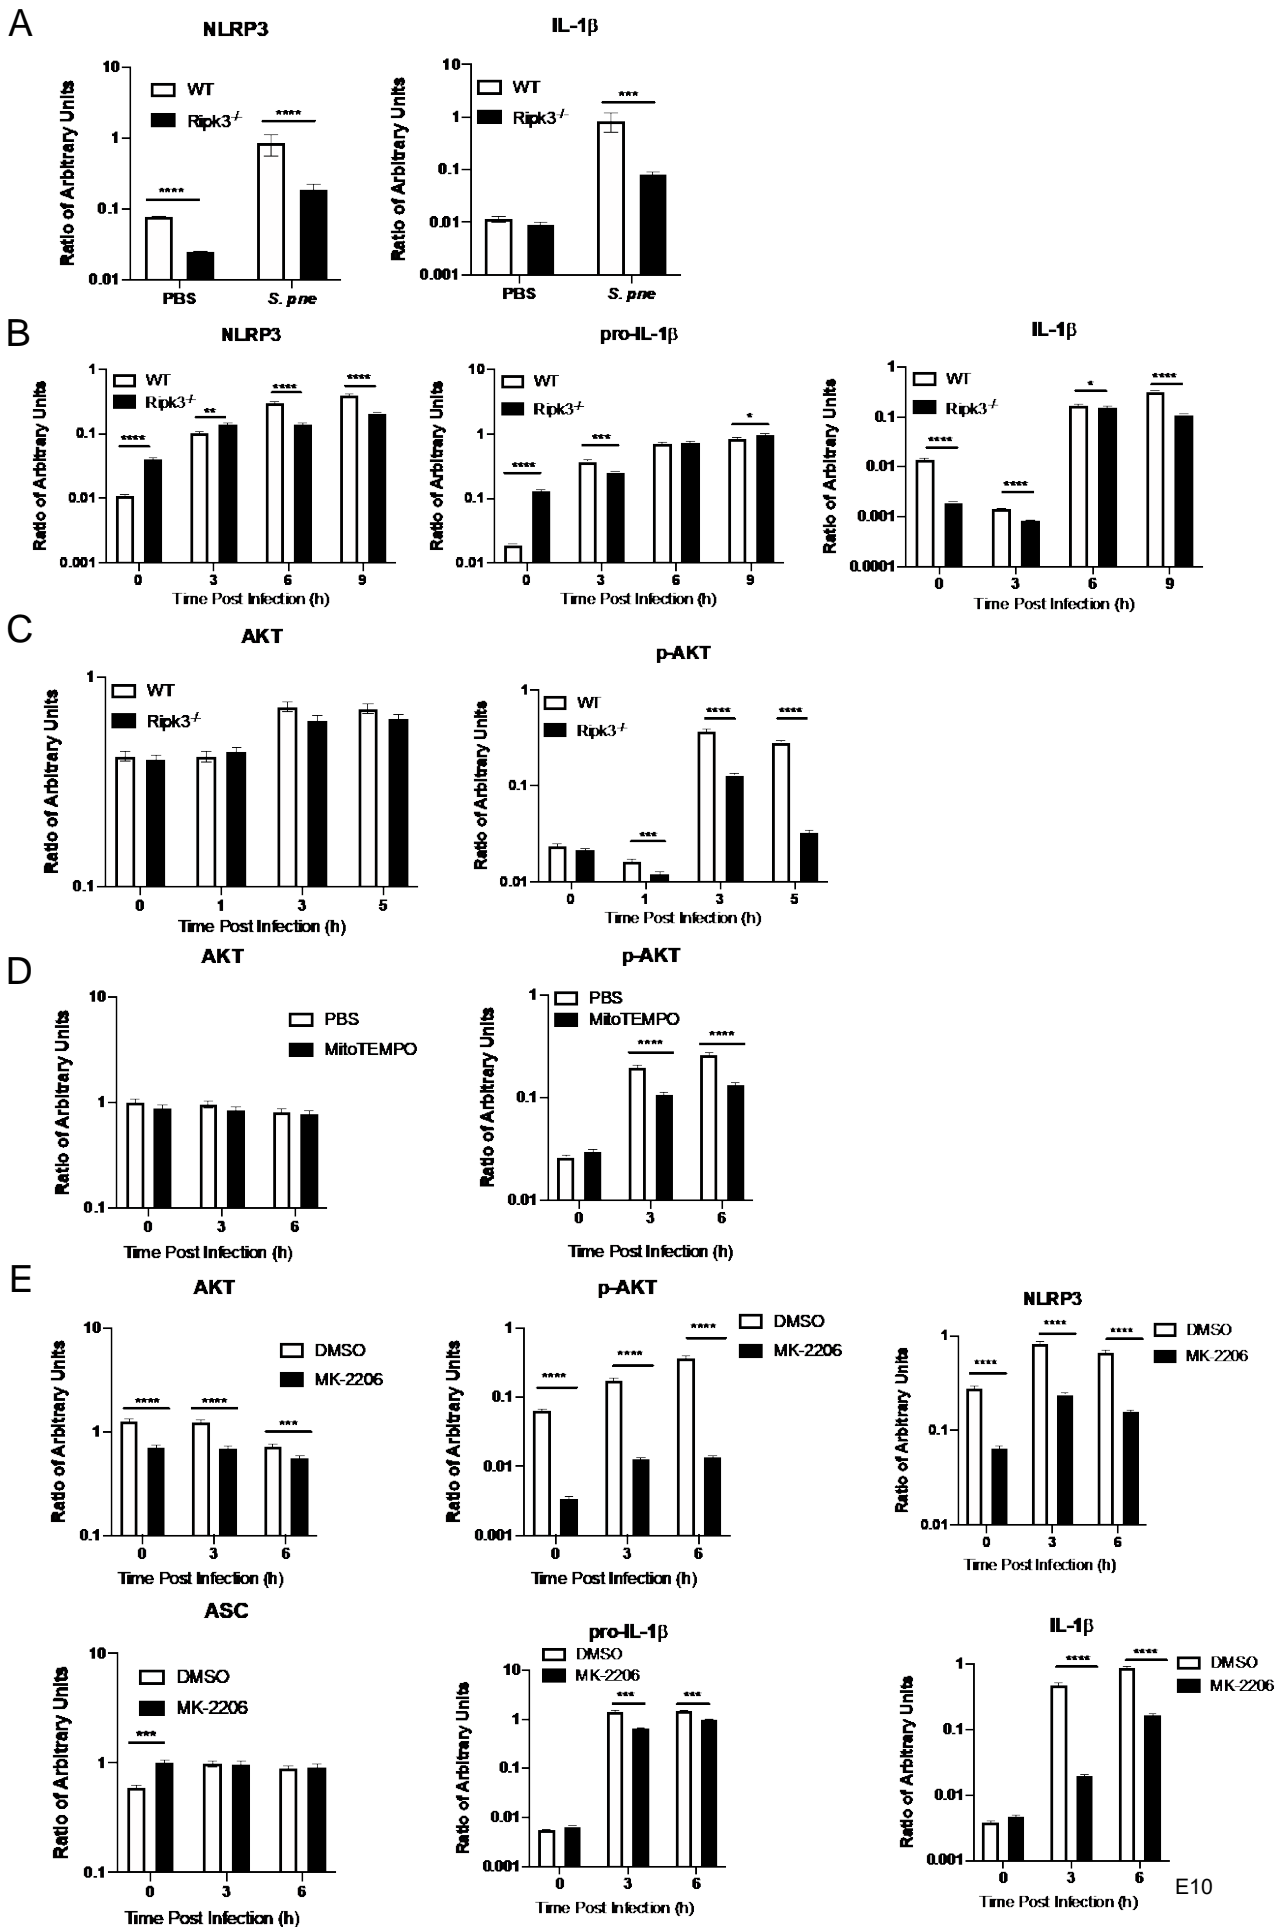 A
NLRP3
Ratio of Arbitrary Units
10
1
0.1
0.01
WT
Ripk3-/-
****
****
PBS
S. pne
IL-1β
Ratio of Arbitrary Units
10
1
0.1
0.01
0.001
WT
Ripk3-/-
***
PBS
S. pne
B
NLRP3
Ratio of Arbitrary Units
1
0.1
0.01
0.001
WT
Ripk3-/-
****
**
****
****
0 3 6 9
Time Post Infection (h)
pro-IL-1β
Ratio of Arbitrary Units
10
1
0.1
0.01
WT
Ripk3-/-
****
***
*
0 3 6 9
Time Post Infection (h)
IL-1β
Ratio of Arbitrary Units
1
0.1
0.01
0.001
0.0001
WT
Ripk3-/-
****
****
*
****
0 3 6 9
Time Post Infection (h)
C
AKT
Ratio of Arbitrary Units
1
0.1
WT
Ripk3-/-
0 1 3 5
Time Post Infection (h)
p-AKT
Ratio of Arbitrary Units
1
0.1
0.01
WT
Ripk3-/-
***
****
****
0 1 3 5
Time Post Infection (h)
D
AKT
Ratio of Arbitrary Units
10
1
0.1
PBS
MitoTEMPO
0 3 6
Time Post Infection (h)
p-AKT
Ratio of Arbitrary Units
1
0.1
0.01
PBS
MitoTEMPO
****
****
0 3 6
Time Post Infection (h)
E
AKT
Ratio of Arbitrary Units
10
1
0.1
DMSO
MK-2206
****
****
***
0 3 6
Time Post Infection (h)
p-AKT
Ratio of Arbitrary Units
1
0.1
0.01
0.001
DMSO
MK-2206
****
****
****
0 3 6
Time Post Infection (h)
NLRP3
Ratio of Arbitrary Units
1
0.1
0.01
DMSO
MK-2206
****
****
****
0 3 6
Time Post Infection (h)
ASC
Ratio of Arbitrary Units
10
1
0.1
DMSO
MK-2206
***
0 3 6
Time Post Infection (h)
pro-IL-1β
Ratio of Arbitrary Units
10
1
0.1
0.01
0.001
DMSO
MK-2206
***
***
0 3 6
Time Post Infection (h)
IL-1β
Ratio of Arbitrary Units
1
0.1
0.01
0.001
DMSO
MK-2206
****
****
0 3 6
Time Post Infection (h)
E10